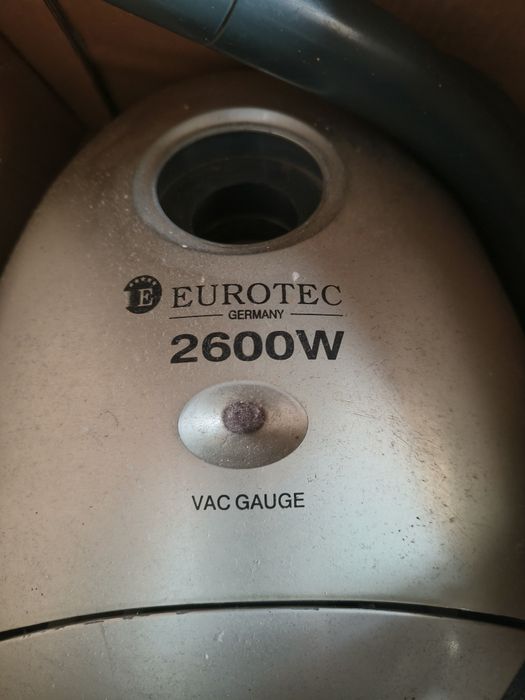 E EUROTEC
GERMANY
2600W
VAC GAUGE